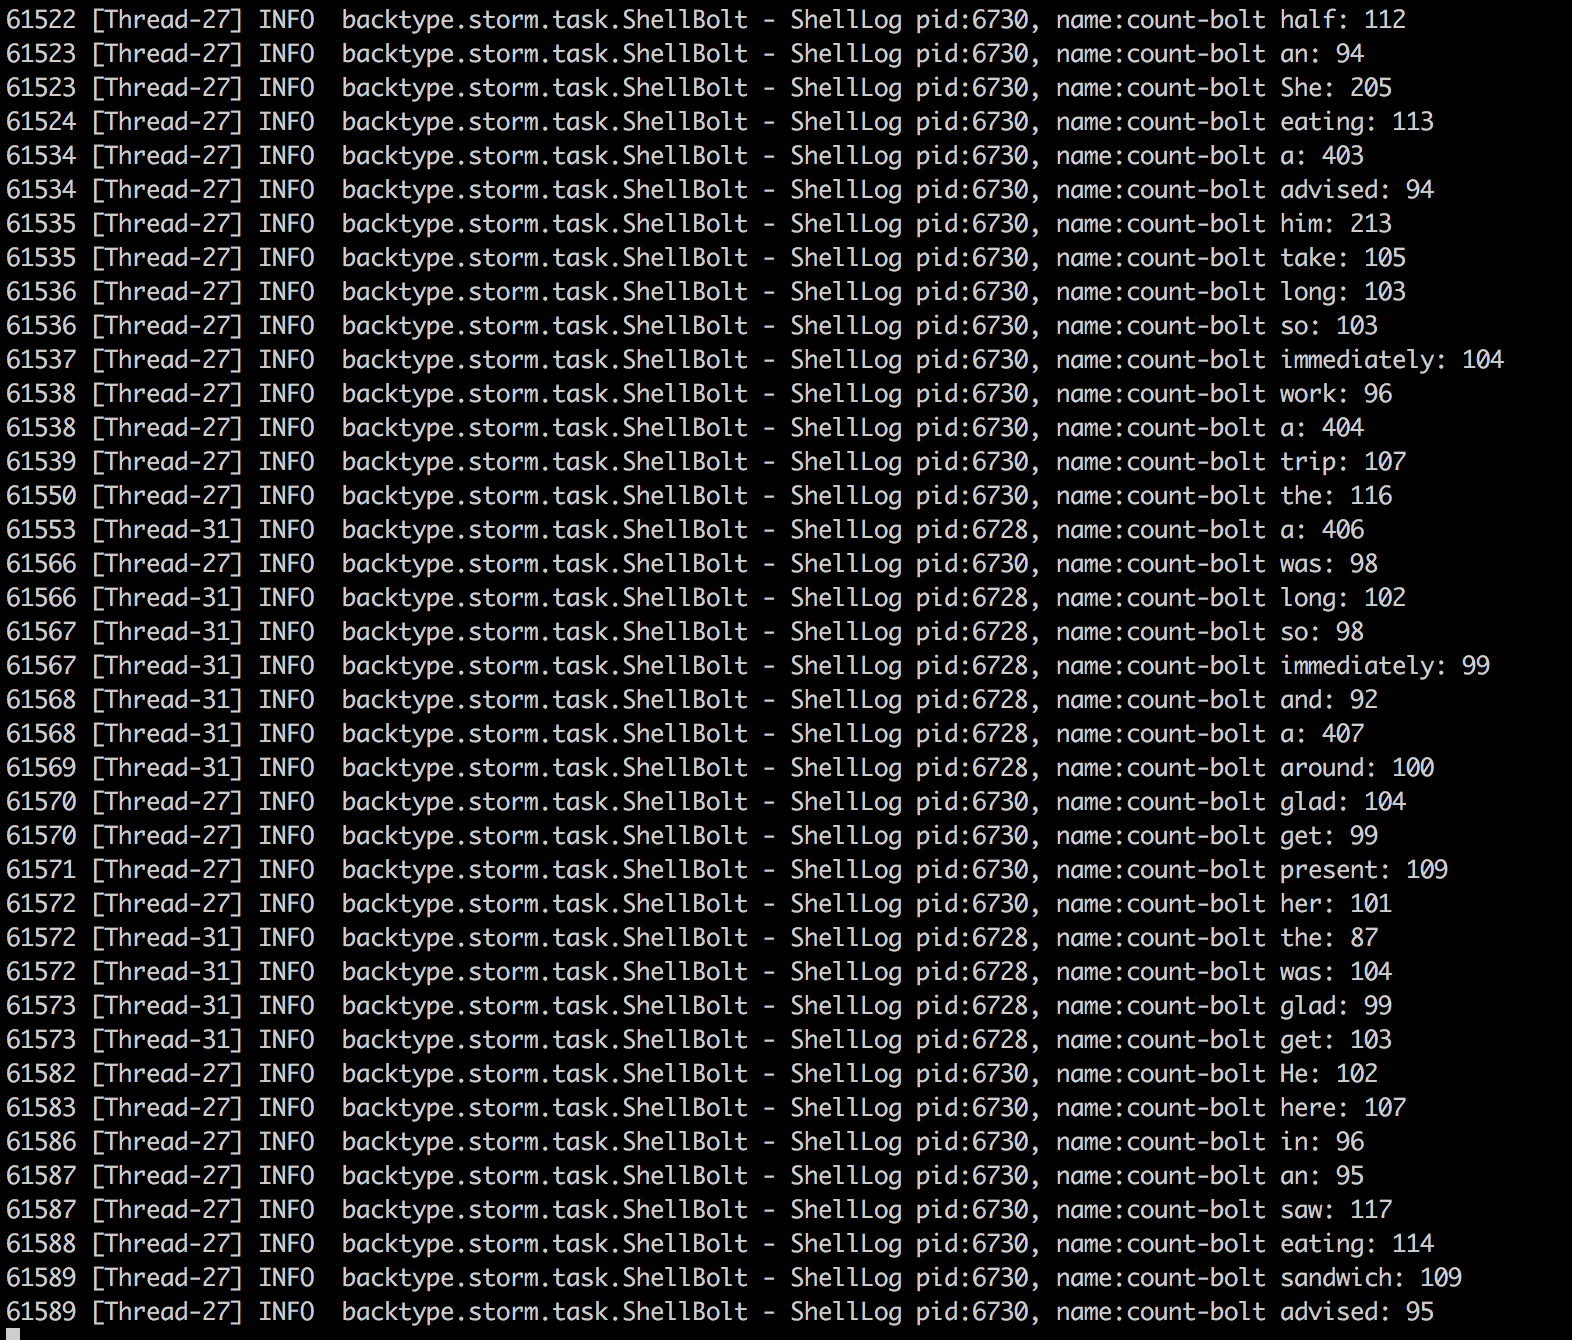 61522 [Thread-27] INFO  backtype.storm.task.ShellBolt - ShellLog pid:6730, name:count-bolt half: 112
61523 [Thread-27] INFO  backtype.storm.task.ShellBolt - ShellLog pid:6730, name:count-bolt an: 94
61523 [Thread-27] INFO  backtype.storm.task.ShellBolt - ShellLog pid:6730, name:count-bolt She: 205
61524 [Thread-27] INFO  backtype.storm.task.ShellBolt - ShellLog pid:6730, name:count-bolt eating: 113
61534 [Thread-27] INFO  backtype.storm.task.ShellBolt - ShellLog pid:6730, name:count-bolt a: 403
61534 [Thread-27] INFO  backtype.storm.task.ShellBolt - ShellLog pid:6730, name:count-bolt advised: 94
61535 [Thread-27] INFO  backtype.storm.task.ShellBolt - ShellLog pid:6730, name:count-bolt him: 213
61535 [Thread-27] INFO  backtype.storm.task.ShellBolt - ShellLog pid:6730, name:count-bolt take: 105
61536 [Thread-27] INFO  backtype.storm.task.ShellBolt - ShellLog pid:6730, name:count-bolt long: 103
61536 [Thread-27] INFO  backtype.storm.task.ShellBolt - ShellLog pid:6730, name:count-bolt so: 103
61537 [Thread-27] INFO  backtype.storm.task.ShellBolt - ShellLog pid:6730, name:count-bolt immediately: 104
61538 [Thread-27] INFO  backtype.storm.task.ShellBolt - ShellLog pid:6730, name:count-bolt work: 96
61538 [Thread-27] INFO  backtype.storm.task.ShellBolt - ShellLog pid:6730, name:count-bolt a: 404
61539 [Thread-27] INFO  backtype.storm.task.ShellBolt - ShellLog pid:6730, name:count-bolt trip: 107
61550 [Thread-27] INFO  backtype.storm.task.ShellBolt - ShellLog pid:6730, name:count-bolt the: 116
61553 [Thread-31] INFO  backtype.storm.task.ShellBolt - ShellLog pid:6728, name:count-bolt a: 406
61566 [Thread-27] INFO  backtype.storm.task.ShellBolt - ShellLog pid:6730, name:count-bolt was: 98
61566 [Thread-31] INFO  backtype.storm.task.ShellBolt - ShellLog pid:6728, name:count-bolt long: 102
61567 [Thread-31] INFO  backtype.storm.task.ShellBolt - ShellLog pid:6728, name:count-bolt so: 98
61567 [Thread-31] INFO  backtype.storm.task.ShellBolt - ShellLog pid:6728, name:count-bolt immediately: 99
61568 [Thread-31] INFO  backtype.storm.task.ShellBolt - ShellLog pid:6728, name:count-bolt and: 92
61568 [Thread-31] INFO  backtype.storm.task.ShellBolt - ShellLog pid:6728, name:count-bolt a: 407
61569 [Thread-31] INFO  backtype.storm.task.ShellBolt - ShellLog pid:6728, name:count-bolt around: 100
61570 [Thread-27] INFO  backtype.storm.task.ShellBolt - ShellLog pid:6730, name:count-bolt glad: 104
61570 [Thread-27] INFO  backtype.storm.task.ShellBolt - ShellLog pid:6730, name:count-bolt get: 99
61571 [Thread-27] INFO  backtype.storm.task.ShellBolt - ShellLog pid:6730, name:count-bolt present: 109
61572 [Thread-27] INFO  backtype.storm.task.ShellBolt - ShellLog pid:6730, name:count-bolt her: 101
61572 [Thread-31] INFO  backtype.storm.task.ShellBolt - ShellLog pid:6728, name:count-bolt the: 87
61572 [Thread-31] INFO  backtype.storm.task.ShellBolt - ShellLog pid:6728, name:count-bolt was: 104
61573 [Thread-31] INFO  backtype.storm.task.ShellBolt - ShellLog pid:6728, name:count-bolt glad: 99
61573 [Thread-31] INFO  backtype.storm.task.ShellBolt - ShellLog pid:6728, name:count-bolt get: 103
61582 [Thread-27] INFO  backtype.storm.task.ShellBolt - ShellLog pid:6730, name:count-bolt He: 102
61583 [Thread-27] INFO  backtype.storm.task.ShellBolt - ShellLog pid:6730, name:count-bolt here: 107
61586 [Thread-27] INFO  backtype.storm.task.ShellBolt - ShellLog pid:6730, name:count-bolt in: 96
61587 [Thread-27] INFO  backtype.storm.task.ShellBolt - ShellLog pid:6730, name:count-bolt an: 95
61587 [Thread-27] INFO  backtype.storm.task.ShellBolt - ShellLog pid:6730, name:count-bolt saw: 117
61588 [Thread-27] INFO  backtype.storm.task.ShellBolt - ShellLog pid:6730, name:count-bolt eating: 114
61589 [Thread-27] INFO  backtype.storm.task.ShellBolt - ShellLog pid:6730, name:count-bolt sandwich: 109
61589 [Thread-27] INFO  backtype.storm.task.ShellBolt - ShellLog pid:6730, name:count-bolt advised: 95